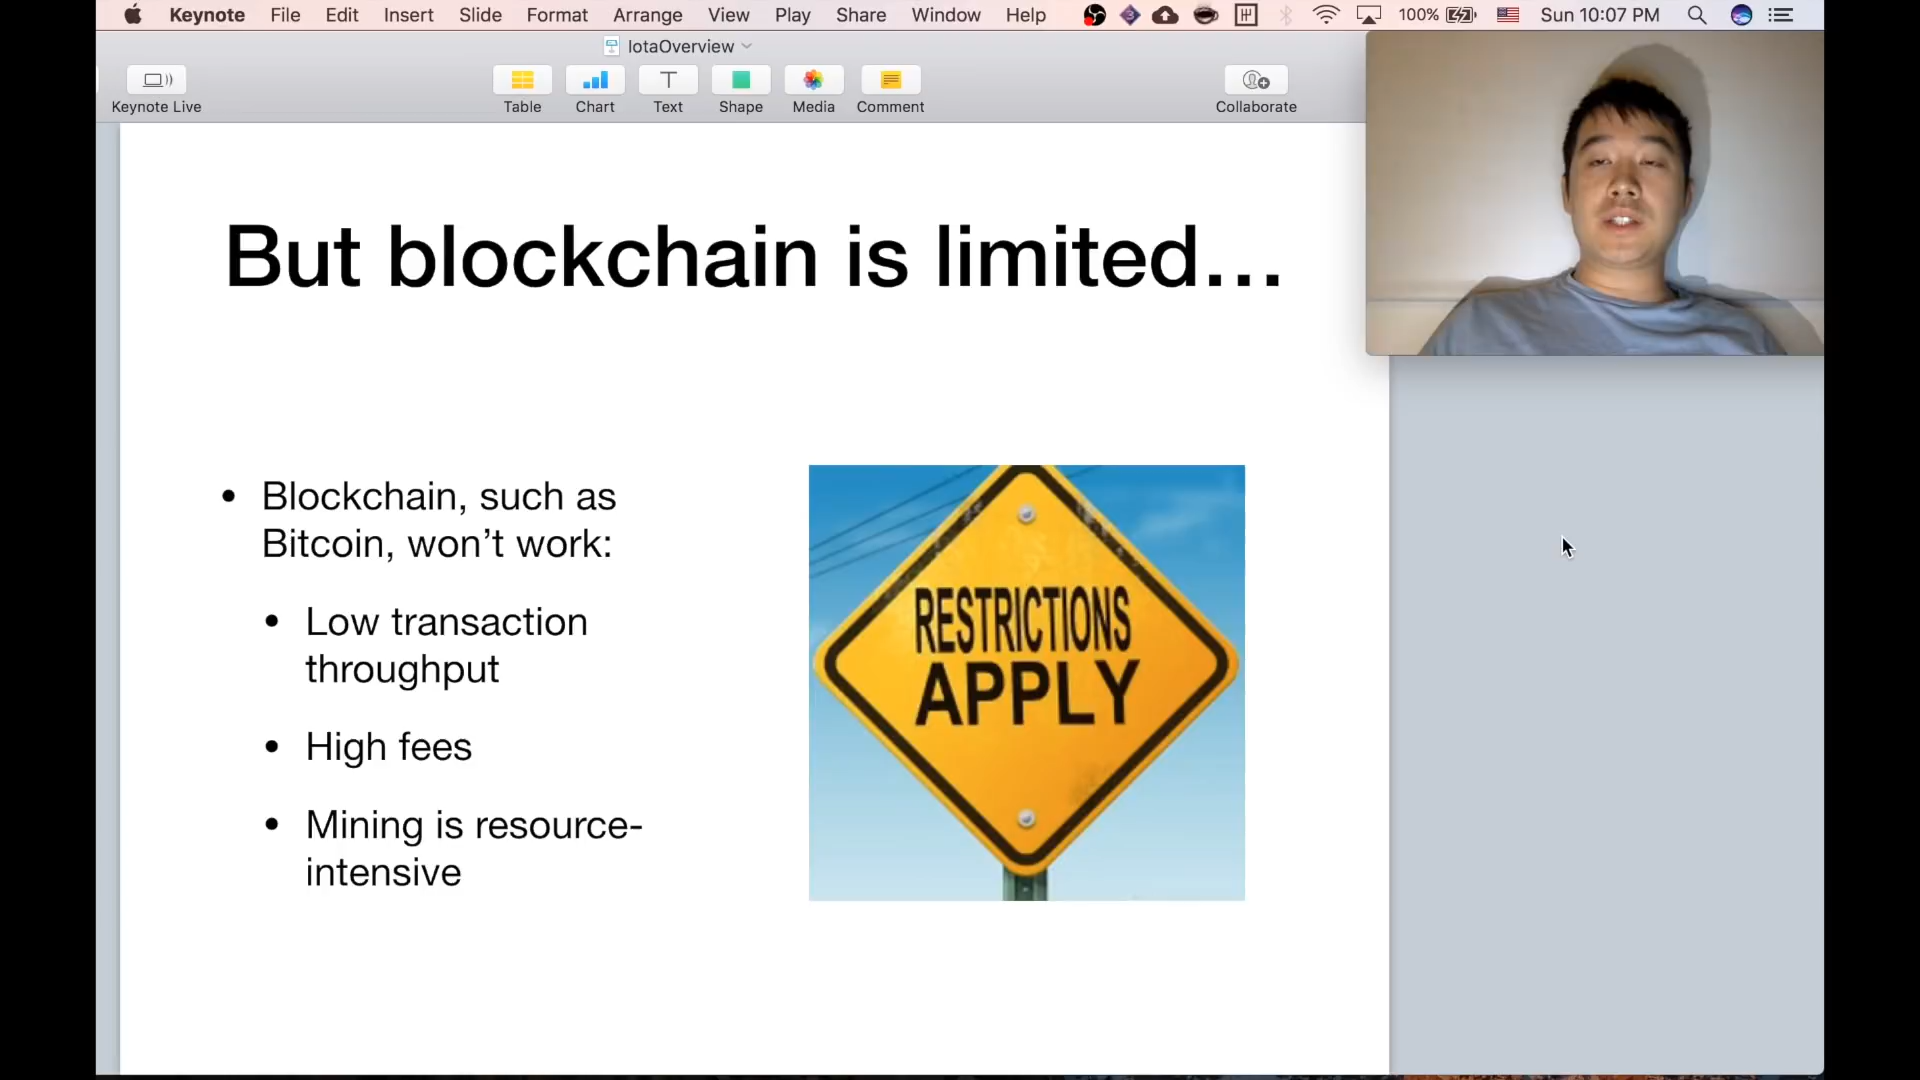 Keynote File Edit Insert Slide Format Arrange View Play Share Window Help 3 100% Sun 10:07 PM
IotaOverview
Keynote Live Table Chart Text Shape Media Comment Collaborate
But blockchain is limited…
• Blockchain, such as
Bitcoin, won’t work:
• Low transaction
throughput
• High fees
• Mining is resource-
intensive
RESTRICTIONS
APPLY